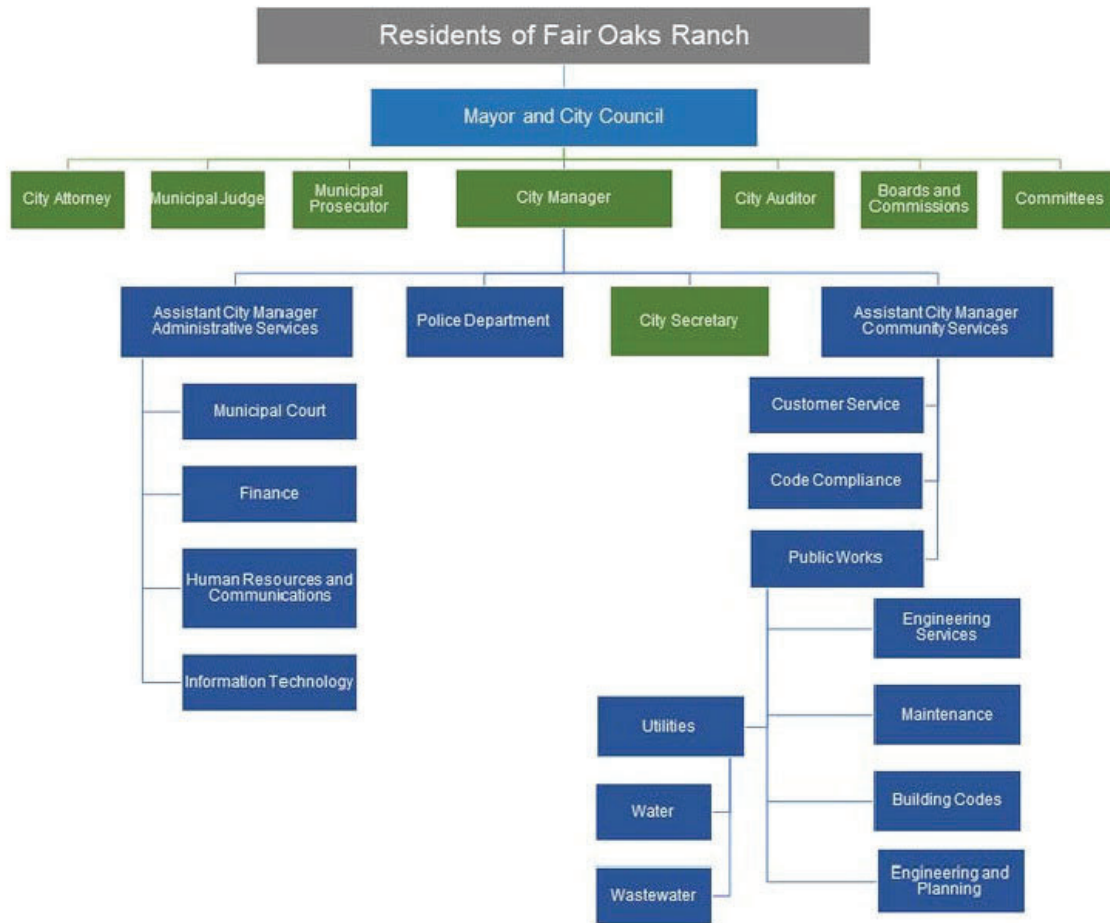 Residents of Fair Oaks Ranch
Mayor and City Council
City Attorney
Municipal Judge
Municipal
Prosecutor
City Manager
City Auditor
Boards and
Commissions
Committees
Assistant City Manager
Administrative Services
Police Department
City Secretary
Assistant City Manager
Community Services
Municipal Court
Finance
Human Resources and
Communications
Information Technology
Customer Service
Code Compliance
Public Works
Engineering
Services
Maintenance
Building Codes
Engineering and
Planning
Utilities
Water
Wastewater